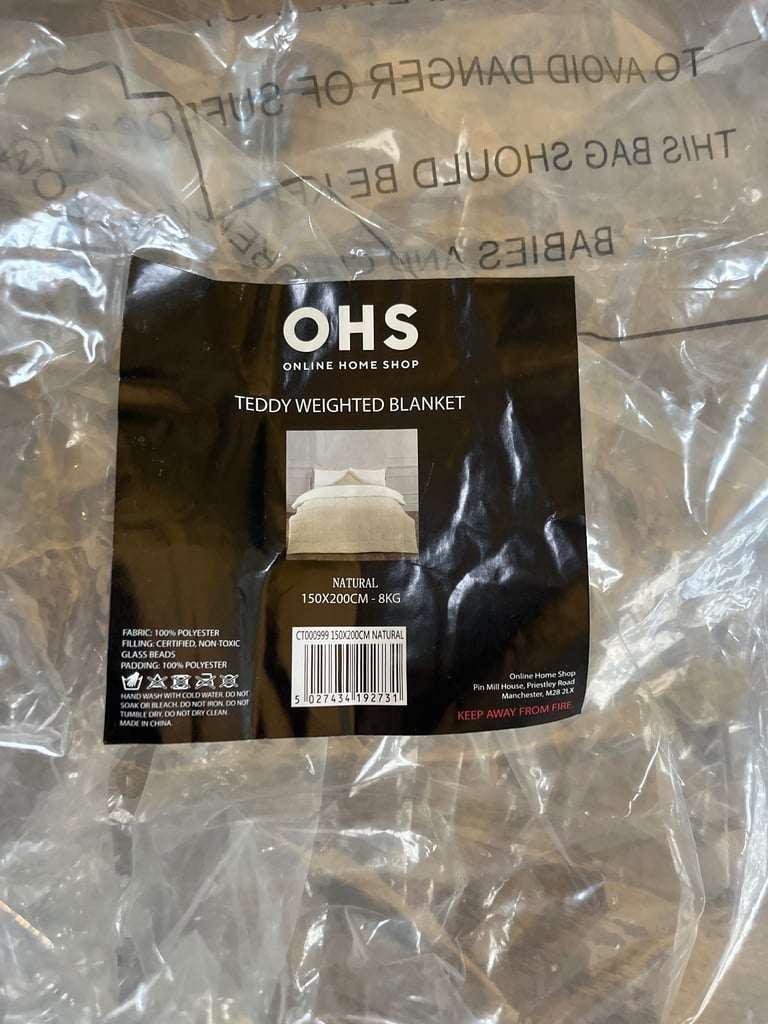 TO AVOID DANGER OF
THIS BAG SHOULD BE
BABIES AND
OHS
ONLINE HOME SHOP
TEDDY WEIGHTED BLANKET
NATURAL
150X200CM - 8KG
CT000999 150X200CM NATURAL
5 027434 192731
FABRIC: 100% POLYESTER
FILLING: CERTIFIED, NON-TOXIC
GLASS BEADS
PADDING: 100% POLYESTER
HAND WASH WITH COLD WATER. DO NOT
SOAK OR BLEACH. DO NOT IRON. DO NOT
TUMBLE DRY. DO NOT DRY CLEAN.
MADE IN CHINA.
Online Home Shop
Pin Mill House, Priestley Road
Manchester, M28 2LX
KEEP AWAY FROM FIRE.